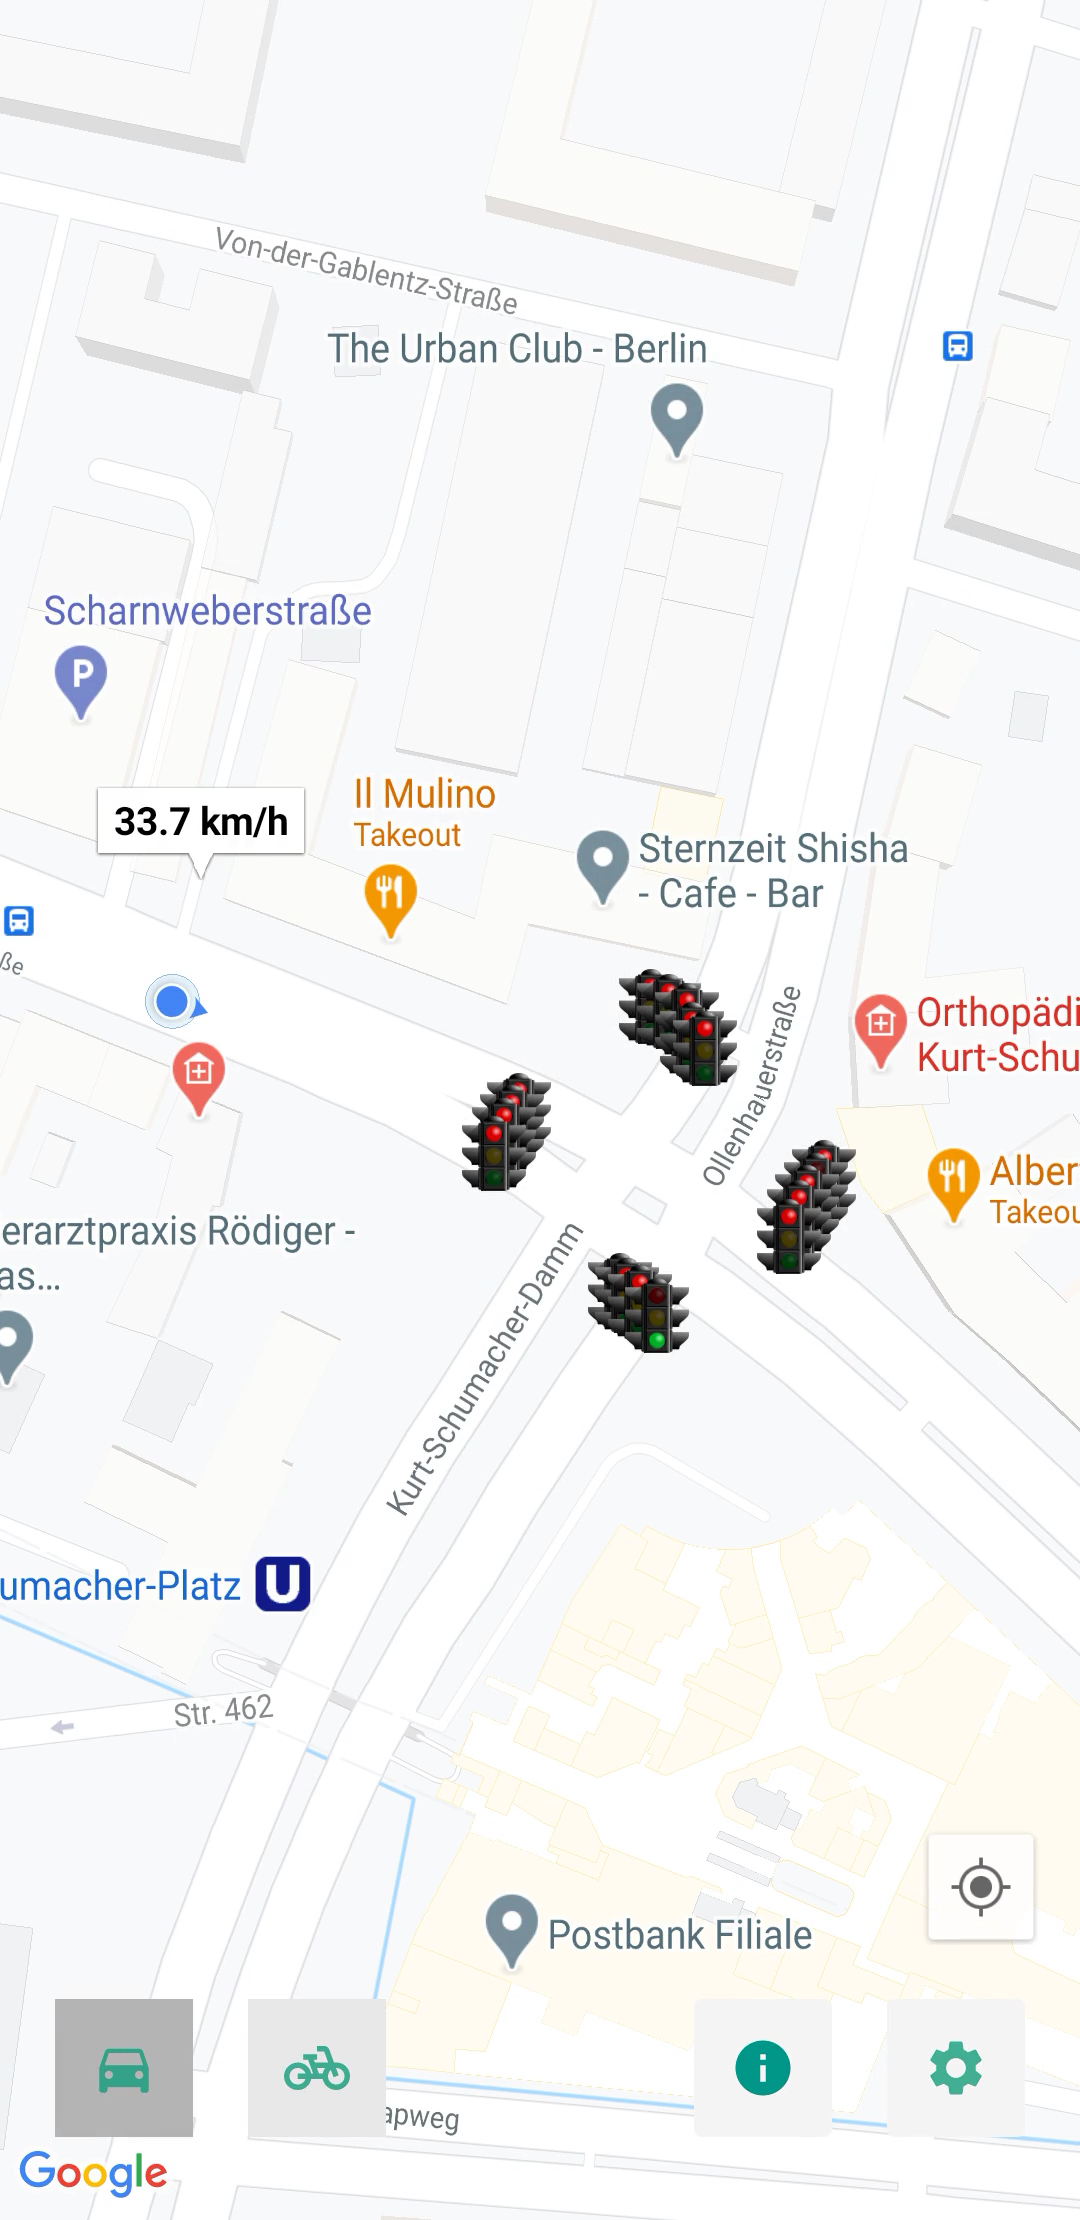 Von-der-Gablentz-Straße
The Urban Club - Berlin
Scharnweberstraße
P
33.7 km/h
Il Mulino
Takeout
Sternzeit Shisha
- Cafe - Bar
ße
Ollenhauerstraße
Orthopädi
Kurt-Schu
Alber
Takeou
erarztpraxis Rödiger -
as...
Kurt-Schumacher-Damm
umacher-Platz
U
Str. 462
Postbank Filiale
apweg
Google